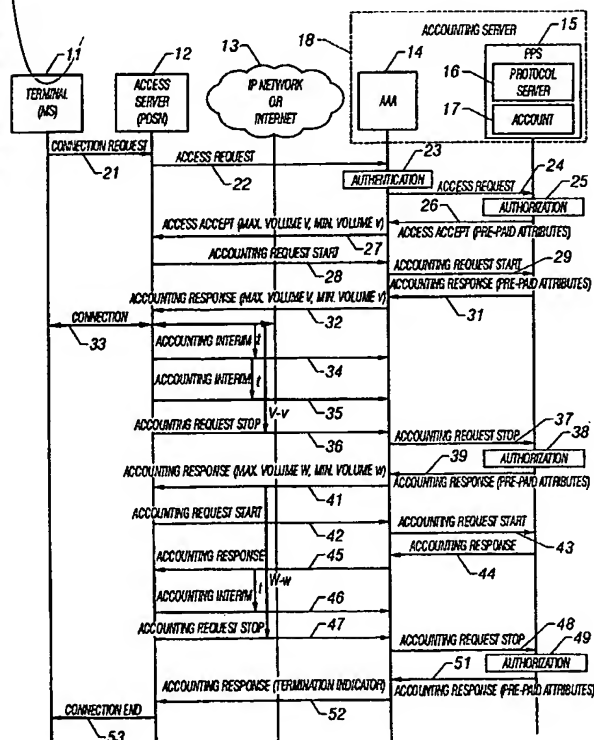 ACCOUNTING SERVER
18
15
11
12
13
14
PPS
TERMINAL
(MS)
ACCESS
SERVER
(PDSN)
IP NETWORK
OR
INTERNET
AAA
16
PROTOCOL
SERVER
17
ACCOUNT
CONNECTION REQUEST
21
ACCESS REQUEST
22
23
AUTHENTICATION
24
ACCESS REQUEST
25
AUTHORIZATION
26
ACCESS ACCEPT (PRE-PAID ATTRIBUTES)
ACCESS ACCEPT (MAX. VOLUME V, MIN. VOLUME v)
27
ACCOUNTING REQUEST START
28
ACCOUNTING REQUEST START
29
ACCOUNTING RESPONSE (PRE-PAID ATTRIBUTES)
31
ACCOUNTING RESPONSE (MAX. VOLUME V, MIN. VOLUME v)
32
CONNECTION
33
ACCOUNTING INTERIM
t
34
ACCOUNTING INTERIM
t
35
V-v
ACCOUNTING REQUEST STOP
36
ACCOUNTING REQUEST STOP
37
38
AUTHORIZATION
39
ACCOUNTING RESPONSE (PRE-PAID ATTRIBUTES)
ACCOUNTING RESPONSE (MAX. VOLUME W, MIN. VOLUME w)
41
ACCOUNTING REQUEST START
42
ACCOUNTING REQUEST START
43
ACCOUNTING RESPONSE
44
ACCOUNTING RESPONSE
45
ACCOUNTING INTERIM
t
W-w
46
ACCOUNTING REQUEST STOP
47
ACCOUNTING REQUEST STOP
48
49
AUTHORIZATION
51
ACCOUNTING RESPONSE (PRE-PAID ATTRIBUTES)
ACCOUNTING RESPONSE (TERMINATION INDICATOR)
52
CONNECTION END
53